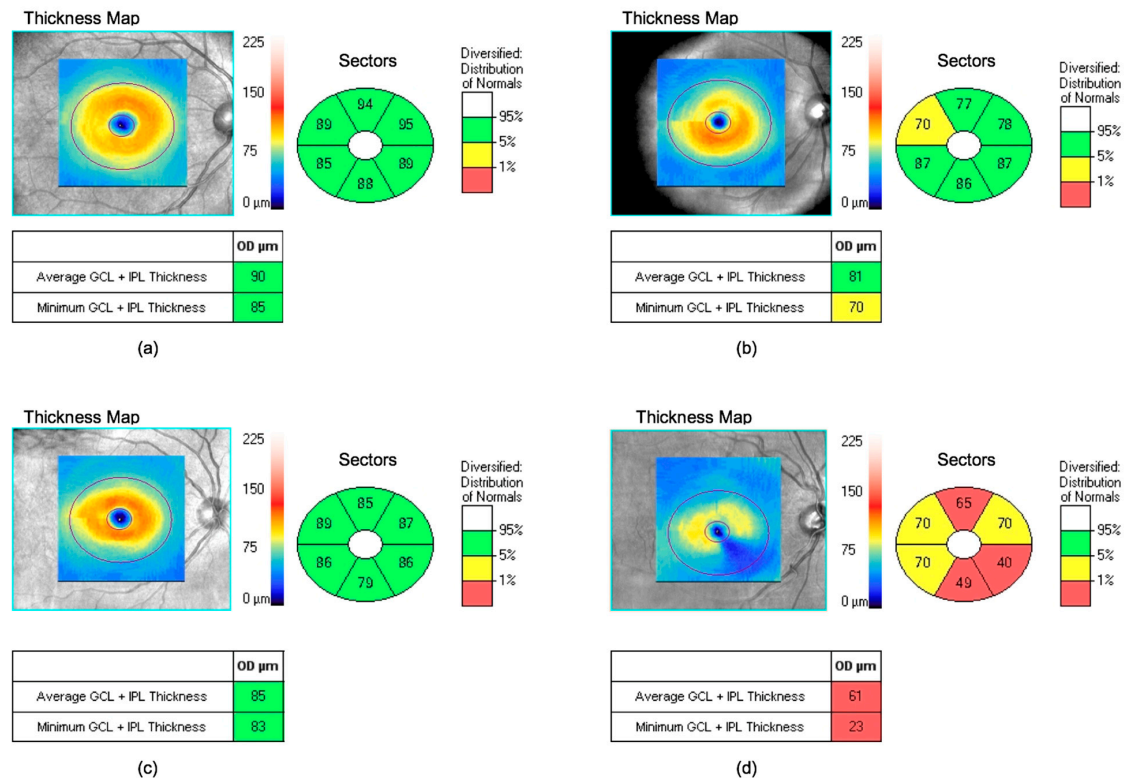 Thickness Map
225
150
75
0 µm
Sectors
94
89
95
85
89
88
Diversified:
Distribution
of Normals
95%
5%
1%
OD µm
Average GCL + IPL Thickness 90
Minimum GCL + IPL Thickness 85
(a)
Thickness Map
225
150
75
0 µm
Sectors
77
70
78
87
87
86
Diversified:
Distribution
of Normals
95%
5%
1%
OD µm
Average GCL + IPL Thickness 81
Minimum GCL + IPL Thickness 70
(b)
Thickness Map
225
150
75
0 µm
Sectors
85
89
87
86
86
79
Diversified:
Distribution
of Normals
95%
5%
1%
OD µm
Average GCL + IPL Thickness 85
Minimum GCL + IPL Thickness 83
(c)
Thickness Map
225
150
75
0 µm
Sectors
65
70
70
70
40
49
Diversified:
Distribution
of Normals
95%
5%
1%
OD µm
Average GCL + IPL Thickness 61
Minimum GCL + IPL Thickness 23
(d)